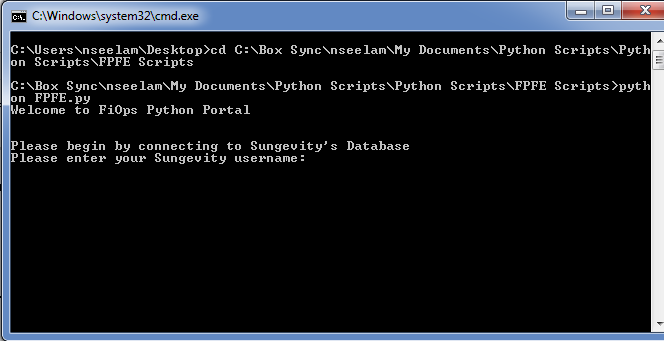 C:\Windows\system32\cmd.exe
C:\Users\nseelam\Desktop>cd C:\Box Sync\nseelam\My Documents\Python Scripts\Pyth
on Scripts\FPFE Scripts
C:\Box Sync\nseelam\My Documents\Python Scripts\Python Scripts\FPFE Scripts>pyth
on FPFE.py
Welcome to FiOps Python Portal
Please begin by connecting to Sungevity's Database
Please enter your Sungevity username: